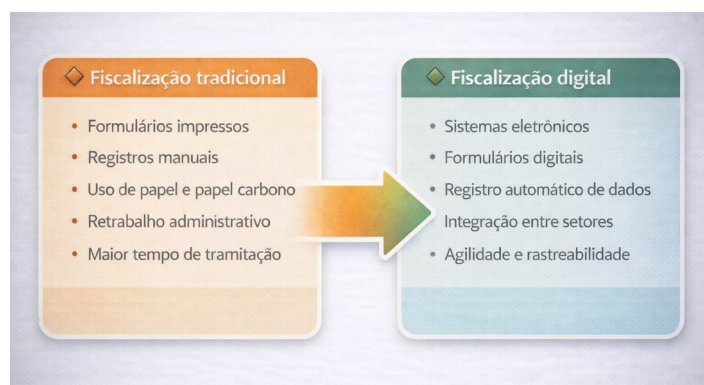 Fiscalização tradicional
• Formulários impressos
• Registros manuais
• Uso de papel e papel carbono
• Retrabalho administrativo
• Maior tempo de tramitação
Fiscalização digital
• Sistemas eletrônicos
• Formulários digitais
• Registro automático de dados
Integração entre setores
• Agilidade e rastreabilidade